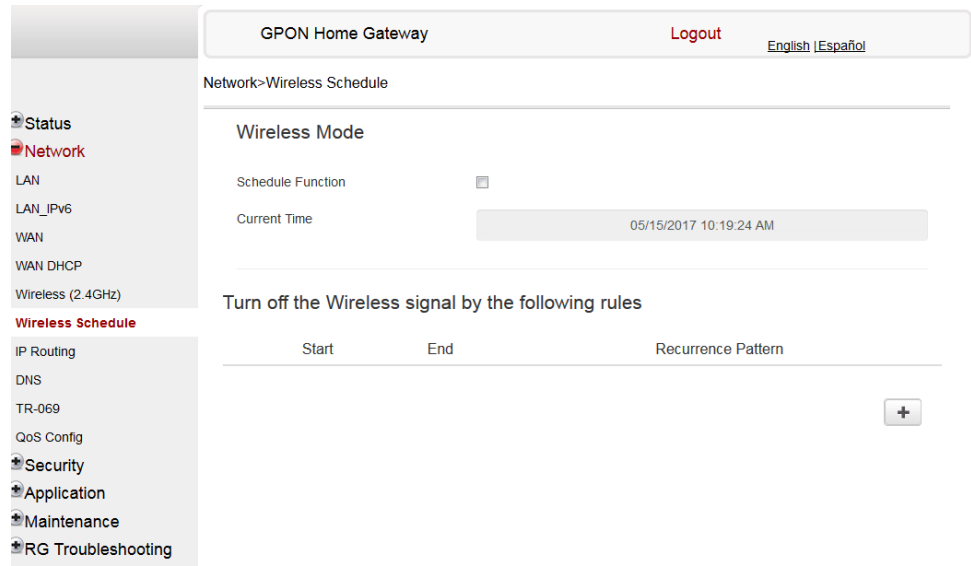 GPON Home Gateway
Logout
English | Español
Network>Wireless Schedule
Status
Network
LAN
LAN_IPv6
WAN
WAN DHCP
Wireless (2.4GHz)
Wireless Schedule
IP Routing
DNS
TR-069
QoS Config
Security
Application
Maintenance
RG Troubleshooting
Wireless Mode
Schedule Function
Current Time 05/15/2017 10:19:24 AM
Turn off the Wireless signal by the following rules
Start End Recurrence Pattern
+